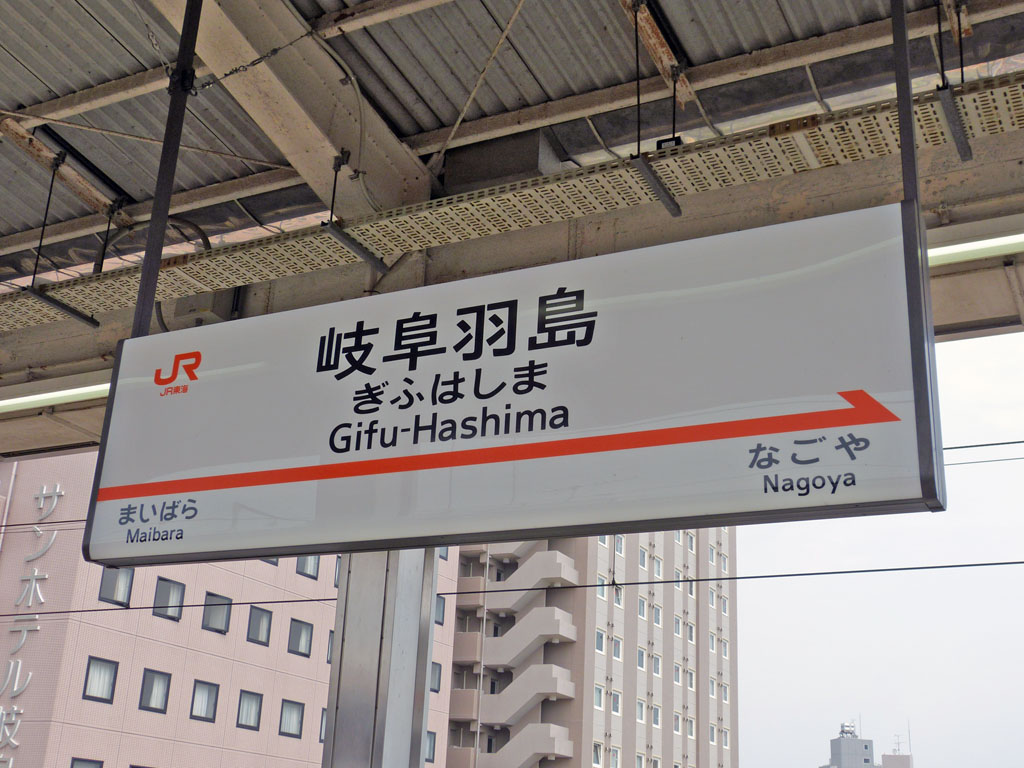 JR
JR東海
岐阜羽島
ぎふはしま
Gifu-Hashima
まいばら
Maibara
なごや
Nagoya
サンホテル岐